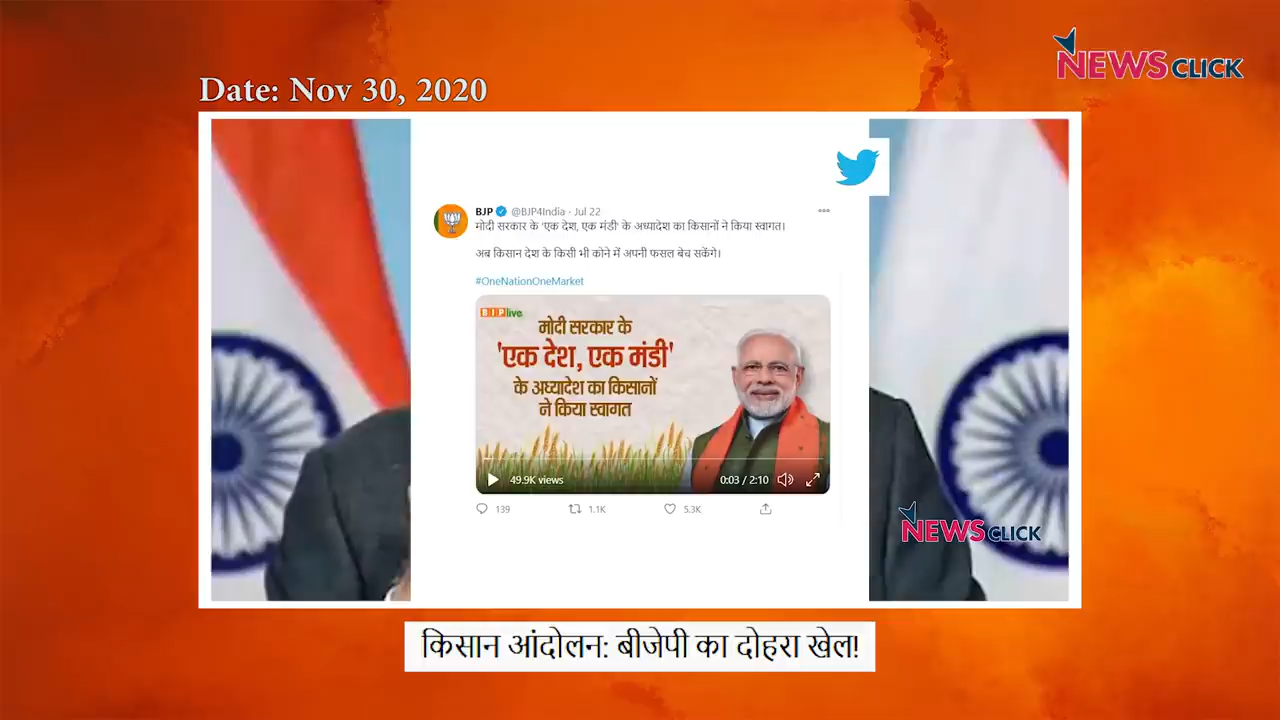 NEWSCLICK
Date: Nov 30, 2020
BJP @BJP4India · Jul 22
मोदी सरकार के 'एक देश, एक मंडी' के अध्यादेश का किसानों ने किया स्वागत।
अब किसान देश के किसी भी कोने में अपनी फसल बेच सकेंगे।
#OneNationOneMarket
BJP live
मोदी सरकार के
'एक देश, एक मंडी'
के अध्यादेश का किसानों
ने किया स्वागत
49.9K views
0:03 / 2:10
139
1.1K
5.3K
NEWSCLICK
किसान आंदोलन: बीजेपी का दोहरा खेल!